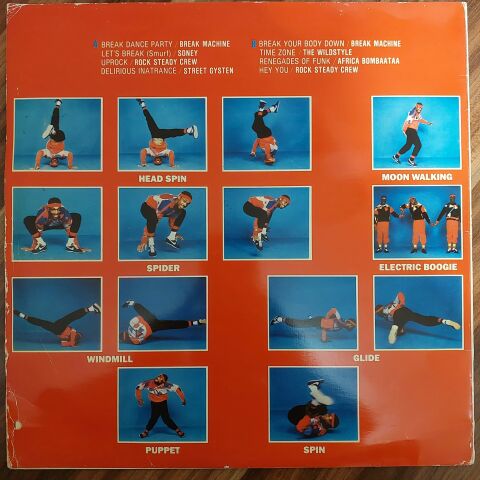 A BREAK DANCE PARTY / BREAK MACHINE
LET'S BREAK (Smurf) / SONEY
UPROCK / ROCK STEADY CREW
DELIRIOUS INATRANCE / STREET GYSTEN
B BREAK YOUR BODY DOWN / BREAK MACHINE
TIME ZONE / THE WILDSTYLE
RENEGADES OF FUNK / AFRICA BOMBAATAA
HEY YOU / ROCK STEADY CREW
HEAD SPIN
MOON WALKING
SPIDER
ELECTRIC BOOGIE
WINDMILL
GLIDE
PUPPET
SPIN